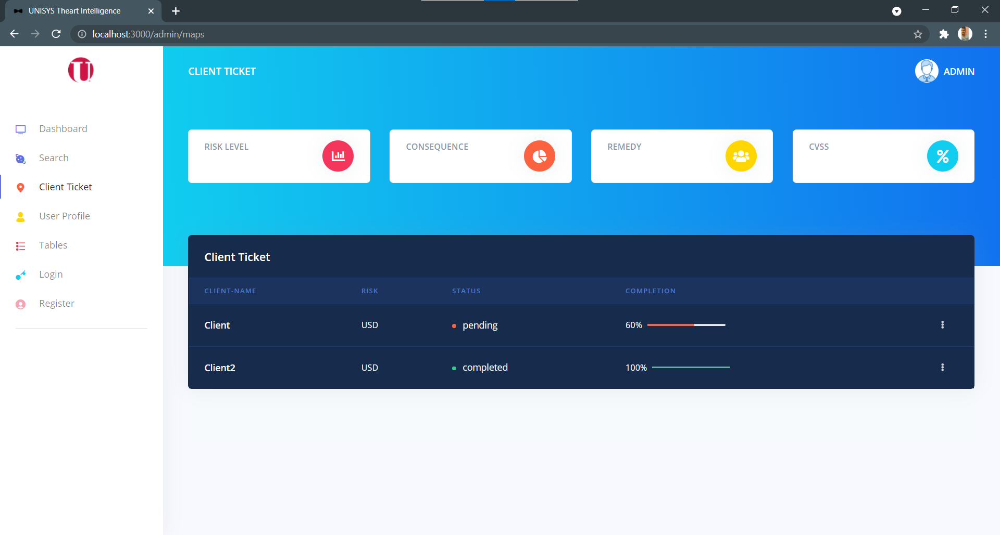 UNISYS Theart Intelligence
localhost:3000/admin/maps
U
CLIENT TICKET
ADMIN
Dashboard
Search
Client Ticket
User Profile
Tables
Login
Register
RISK LEVEL
CONSEQUENCE
REMEDY
CVSS
%
Client Ticket
CLIENT-NAME RISK STATUS COMPLETION
Client USD pending 60%
Client2 USD completed 100%